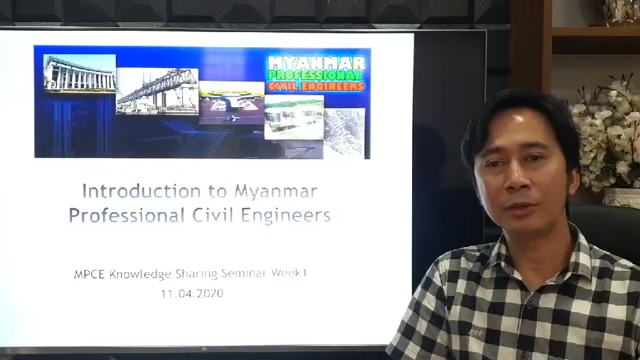 MYANMAR
PROFESSIONAL
CIVIL ENGINEERS
Introduction to Myanmar
Professional Civil Engineers
MPCE Knowledge Sharing Seminar Week1
11.04.2020